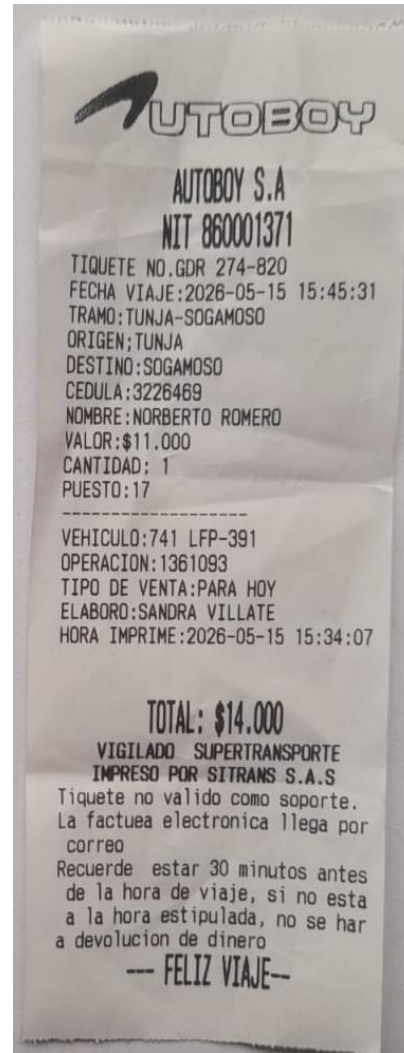 AUTOBOY
AUTOBOY S.A
NIT 860001371
TIQUETE NO.GDR 274-820
FECHA VIAJE:2026-05-15 15:45:31
TRAMO:TUNJA-SOGAMOSO
ORIGEN;TUNJA
DESTINO:SOGAMOSO
CEDULA:3226469
NOMBRE:NORBERTO ROMERO
VALOR:$11.000
CANTIDAD: 1
PUESTO:17
-------------------
VEHICULO:741 LFP-391
OPERACION:1361093
TIPO DE VENTA:PARA HOY
ELABORO:SANDRA VILLATE
HORA IMPRIME:2026-05-15 15:34:07
TOTAL: $14.000
VIGILADO SUPERTRANSPORTE
IMPRESO POR SITRANS S.A.S
Tiquete no valido como soporte.
La factuea electronica llega por
correo
Recuerde estar 30 minutos antes
de la hora de viaje, si no esta
a la hora estipulada, no se har
a devolucion de dinero
--- FELIZ VIAJE--